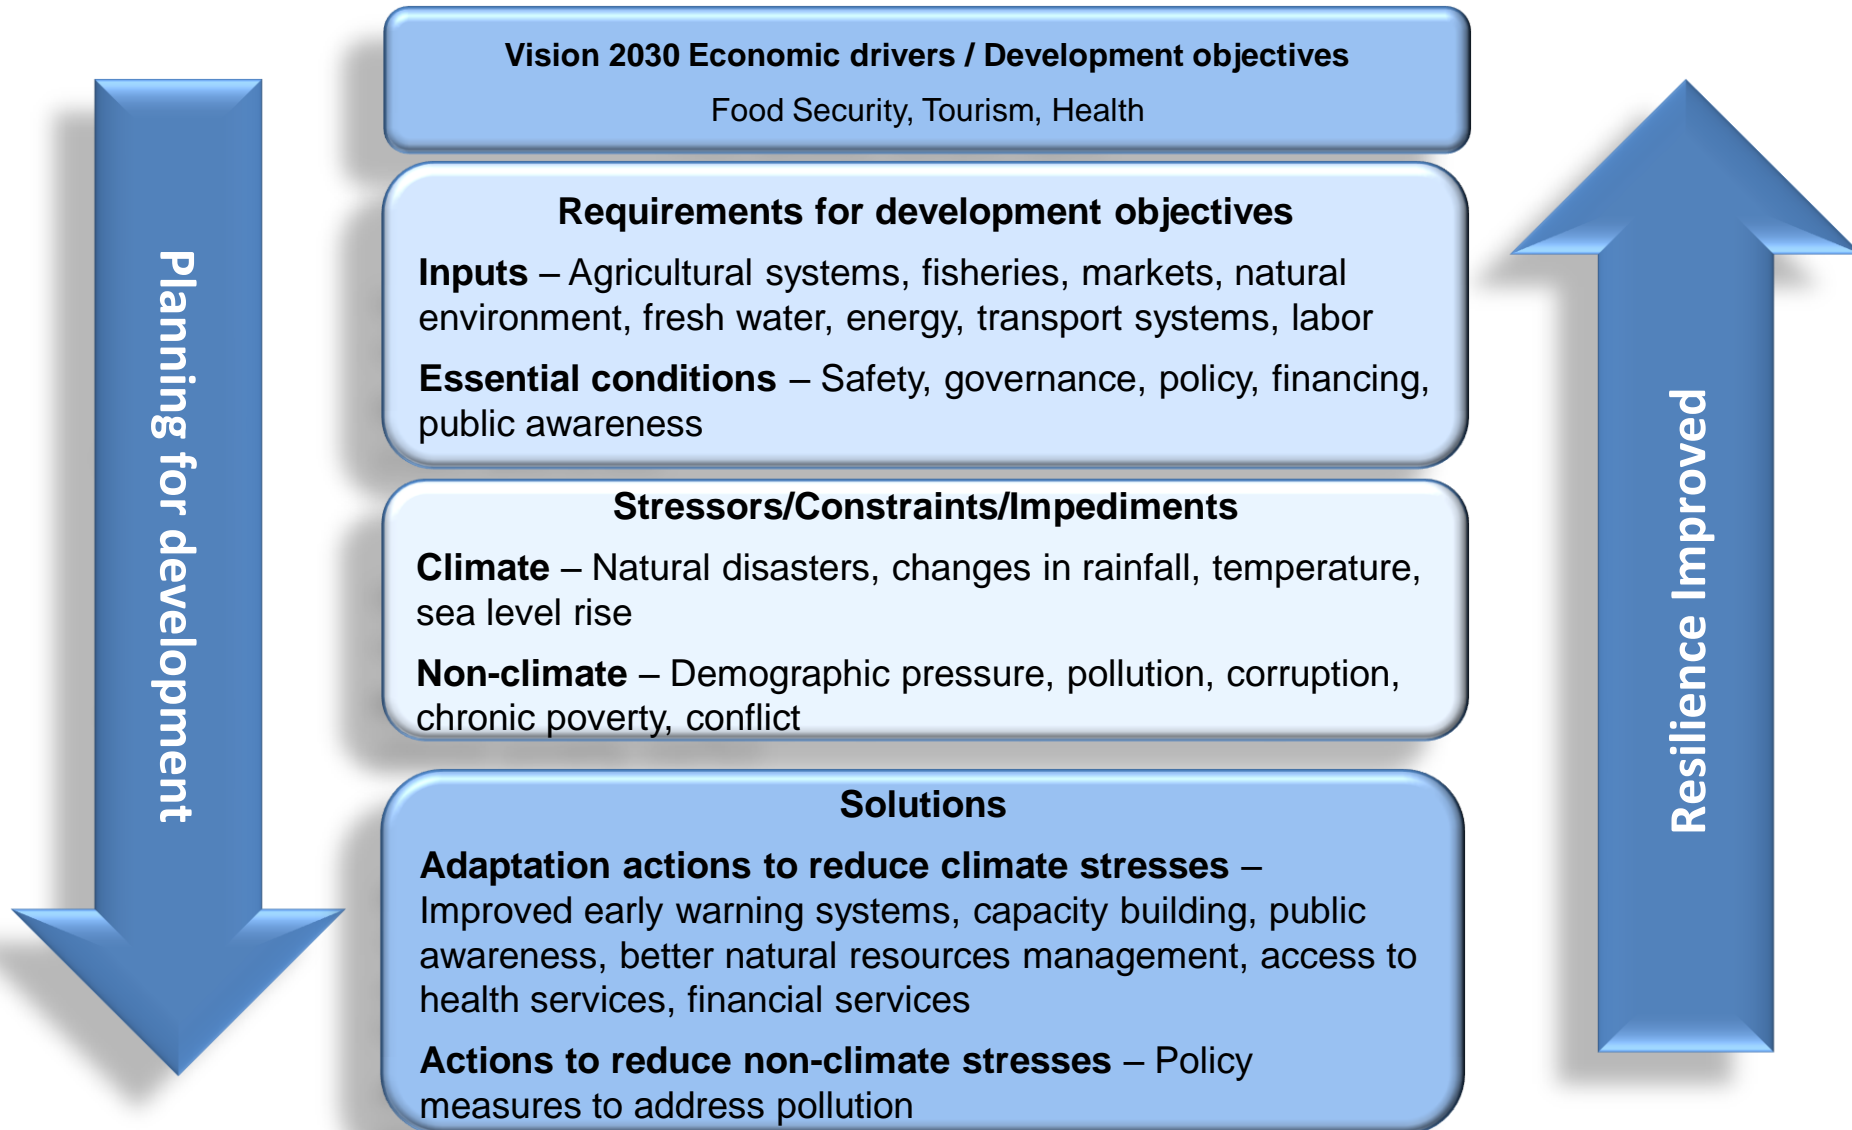 Vision 2030 Economic drivers / Development objectives
Food Security, Tourism, Health
Planning for development
Requirements for development objectives
Inputs – Agricultural systems, fisheries, markets, natural
environment, fresh water, energy, transport systems, labor
Essential conditions – Safety, governance, policy, financing,
public awareness
Stressors/Constraints/Impediments
Climate – Natural disasters, changes in rainfall, temperature,
sea level rise
Non-climate – Demographic pressure, pollution, corruption,
chronic poverty, conflict
Solutions
Adaptation actions to reduce climate stresses –
Improved early warning systems, capacity building, public
awareness, better natural resources management, access to
health services, financial services
Actions to reduce non-climate stresses – Policy
measures to address pollution
Resilience Improved